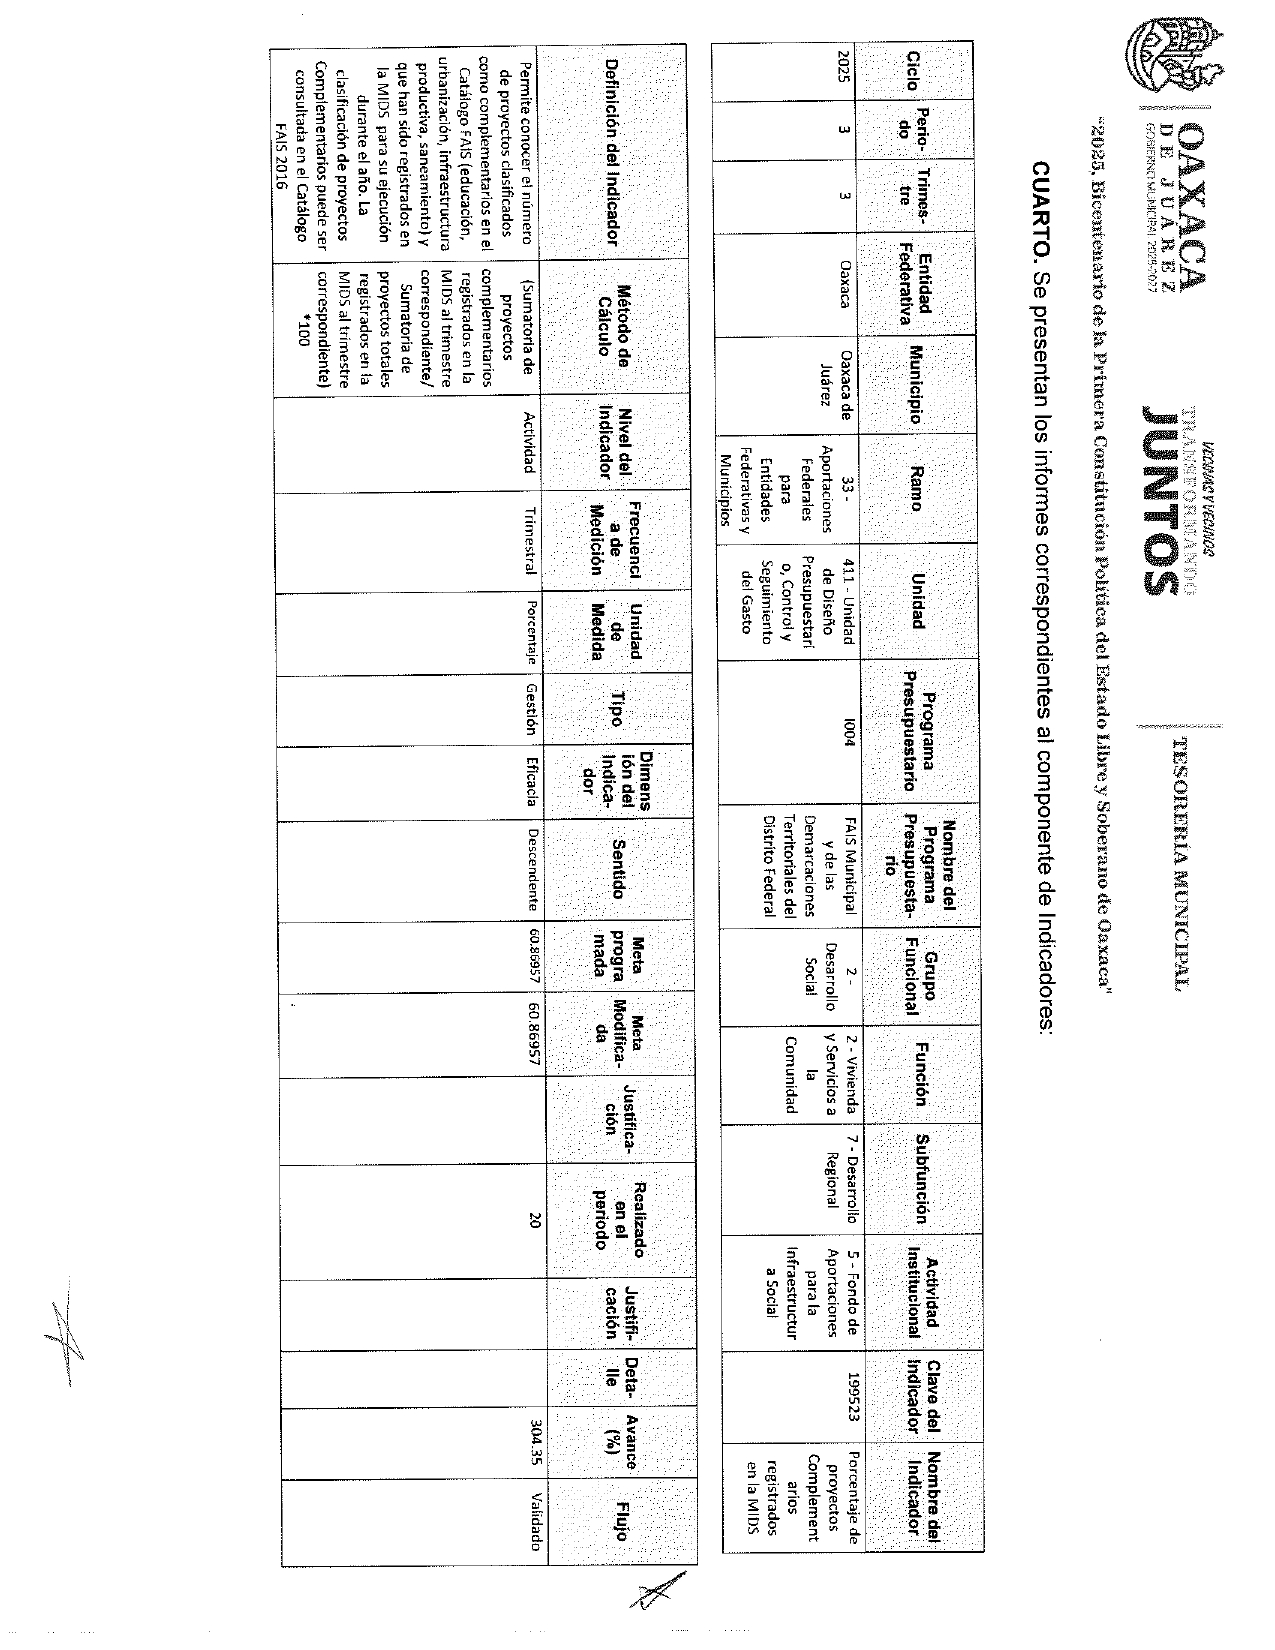 OAXACA
DE JUÁREZ
GOBIERNO MUNICIPAL 2025-2027
VECINAS Y VECINOS
TRANSFORMANDO
JUNTOS
TESORERÍA MUNICIPAL
"2025, Bicentenario de la Primera Constitución Política del Estado Libre y Soberano de Oaxaca"
CUARTO. Se presentan los informes correspondientes al componente de Indicadores:
Ciclo
Perio-
do
Trimes-
tre
Entidad
Federativa
Municipio
Ramo
Unidad
Programa
Presupuestario
Nombre del
Programa
Presupuesta-
rio
Grupo
Funcional
Función
Subfunción
Actividad
Institucional
Clave del
Indicador
Nombre del
Indicador
2025
3
3
Oaxaca
Oaxaca de
Juárez
33 -
Aportaciones
Federales
para
Entidades
Federativas y
Municipios
411 - Unidad
de Diseño
Presupuestari
o, Control y
Seguimiento
del Gasto
I004
FAIS Municipal
y de las
Demarcaciones
Territoriales del
Distrito Federal
2 -
Desarrollo
Social
2 - Vivienda
y Servicios a
la
Comunidad
7 - Desarrollo
Regional
5 - Fondo de
Aportaciones
para la
Infraestructur
a Social
199523
Porcentaje de
proyectos
Complement
arios
registrados
en la MIDS
Definición del Indicador
Método de
Cálculo
Nivel del
Indicador
Frecuenci
a de
Medición
Unidad
de
Medida
Tipo
Dimens
ión del
Indica-
dor
Sentido
Meta
progra
mada
Meta
Modifica-
da
Justifica-
ción
Realizado
en el
periodo
Justifi-
cación
Deta-
lle
Avance
(%)
Flujo
Permite conocer el número
de proyectos clasificados
como complementarios en el
Catálogo FAIS (educación,
urbanización, infraestructura
productiva, saneamiento) y
que han sido registrados en
la MIDS para su ejecución
durante el año. La
clasificación de proyectos
Complementarios puede ser
consultada en el Catálogo
FAIS 2016
(Sumatoria de
proyectos
complementarios
registrados en la
MIDS al trimestre
correspondiente/
Sumatoria de
proyectos totales
registrados en la
MIDS al trimestre
correspondiente)
*100
Actividad
Trimestral
Porcentaje
Gestión
Eficacia
Descendente
60.86957
60.86957
20
304.35
Validado